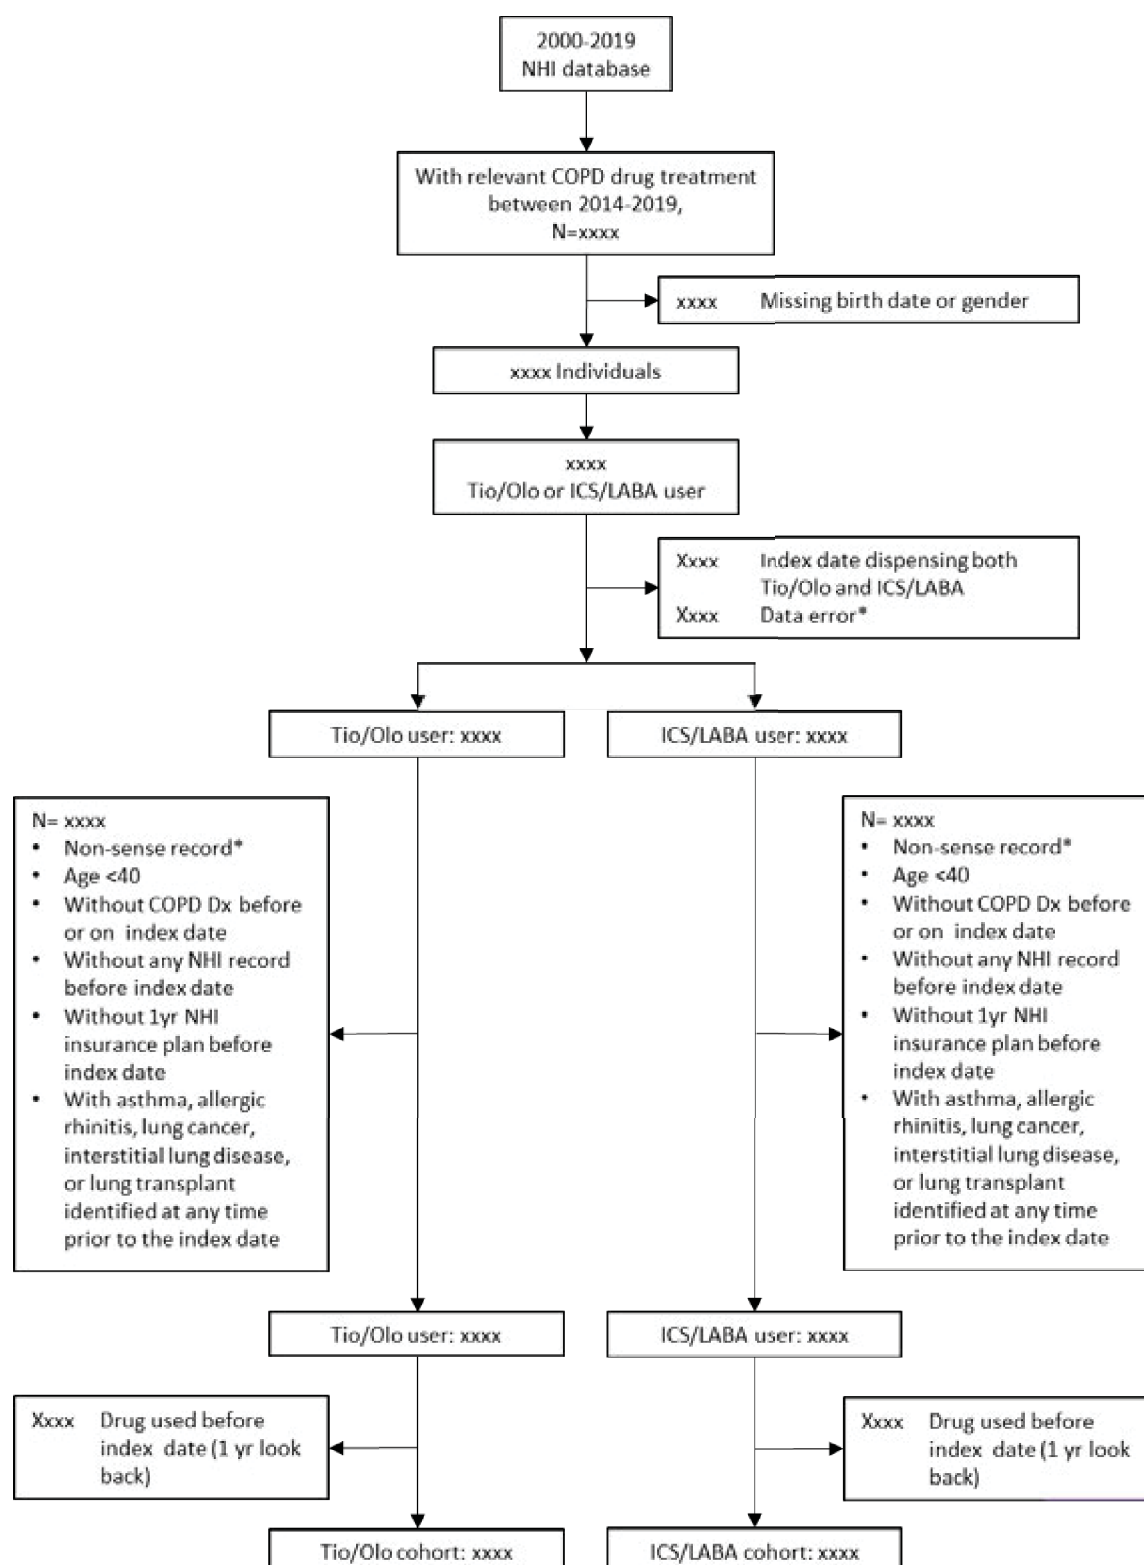 2000-2019
NHI database
With relevant COPD drug treatment
between 2014-2019,
N=xxxx
xxxx Missing birth date or gender
xxxx Individuals
xxxx
Tio/Olo or ICS/LABA user
Xxxx Index date dispensing both
Tio/Olo and ICS/LABA
Xxxx Data error*
Tio/Olo user: xxxx
ICS/LABA user: xxxx
N= xxxx
• Non-sense record*
• Age <40
• Without COPD Dx before
or on index date
• Without any NHI record
before index date
• Without 1yr NHI
insurance plan before
index date
• With asthma, allergic
rhinitis, lung cancer,
interstitial lung disease,
or lung transplant
identified at any time
prior to the index date
N= xxxx
• Non-sense record*
• Age <40
• Without COPD Dx before
or on index date
• Without any NHI record
before index date
• Without 1yr NHI
insurance plan before
index date
• With asthma, allergic
rhinitis, lung cancer,
interstitial lung disease,
or lung transplant
identified at any time
prior to the index date
Tio/Olo user: xxxx
ICS/LABA user: xxxx
Xxxx Drug used before
index date (1 yr look
back)
Xxxx Drug used before
index date (1 yr look
back)
Tio/Olo cohort: xxxx
ICS/LABA cohort: xxxx